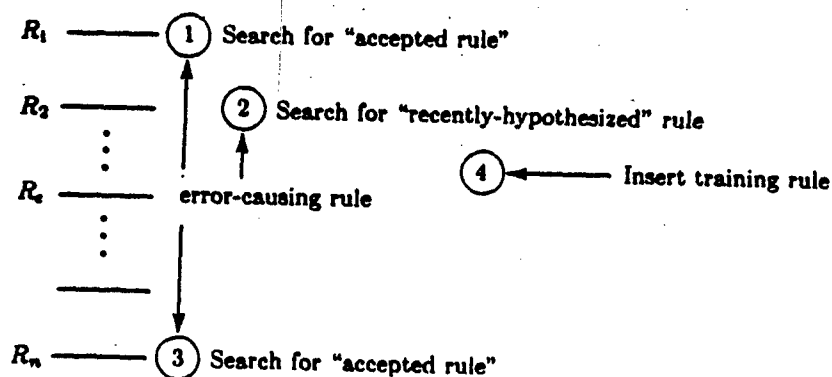 R₁ 1 Search for "accepted rule"
R₂ 2 Search for "recently-hypothesized" rule
4 Insert training rule
Rₑ error-causing rule
Rₙ 3 Search for "accepted rule"